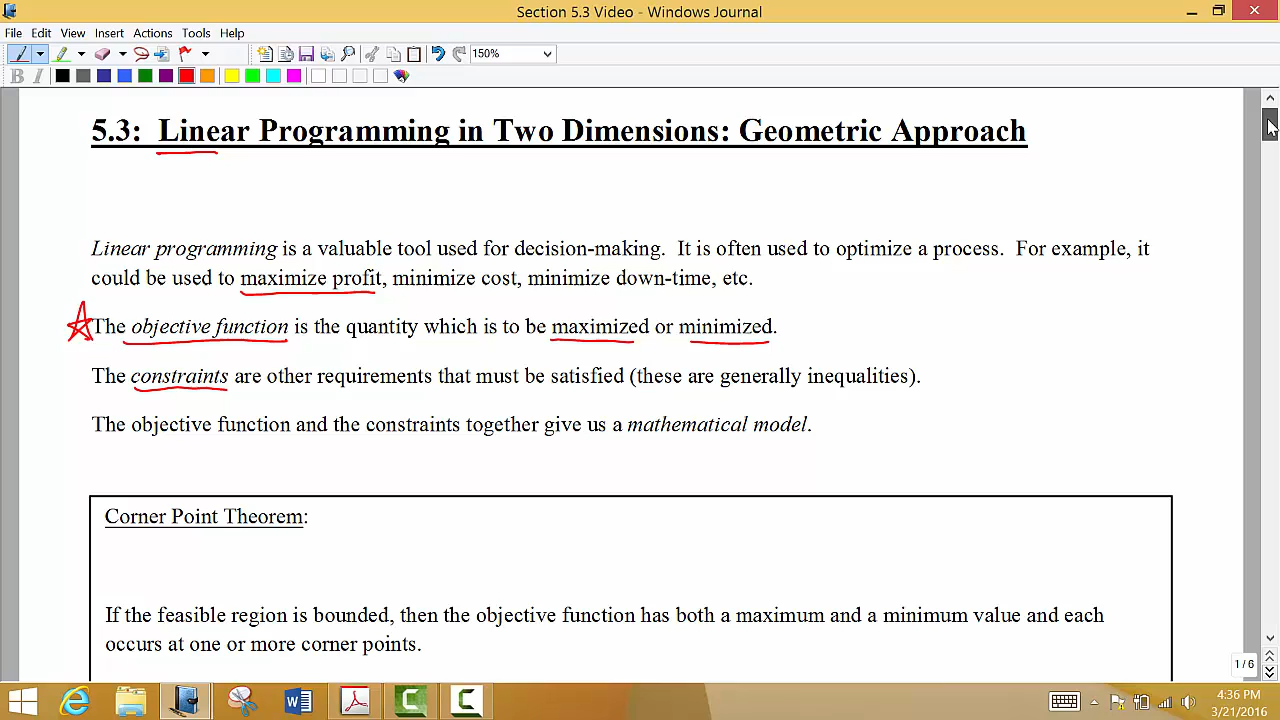 Section 5.3 Video - Windows Journal
File Edit View Insert Actions Tools Help
150%
B I
5.3: Linear Programming in Two Dimensions: Geometric Approach
Linear programming is a valuable tool used for decision-making. It is often used to optimize a process. For example, it
could be used to maximize profit, minimize cost, minimize down-time, etc.
The objective function is the quantity which is to be maximized or minimized.
The constraints are other requirements that must be satisfied (these are generally inequalities).
The objective function and the constraints together give us a mathematical model.
Corner Point Theorem:
If the feasible region is bounded, then the objective function has both a maximum and a minimum value and each
occurs at one or more corner points.
1 / 6
4:36 PM
3/21/2016